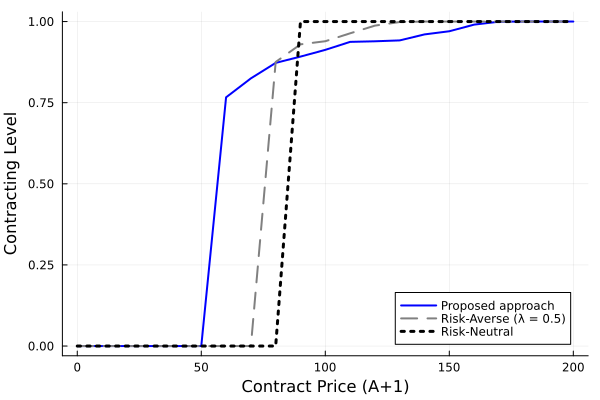 1.00
0.75
0.50
0.25
0.00
Contracting Level
0
50
100
150
200
Contract Price (A+1)
Proposed approach
Risk-Averse (λ = 0.5)
Risk-Neutral